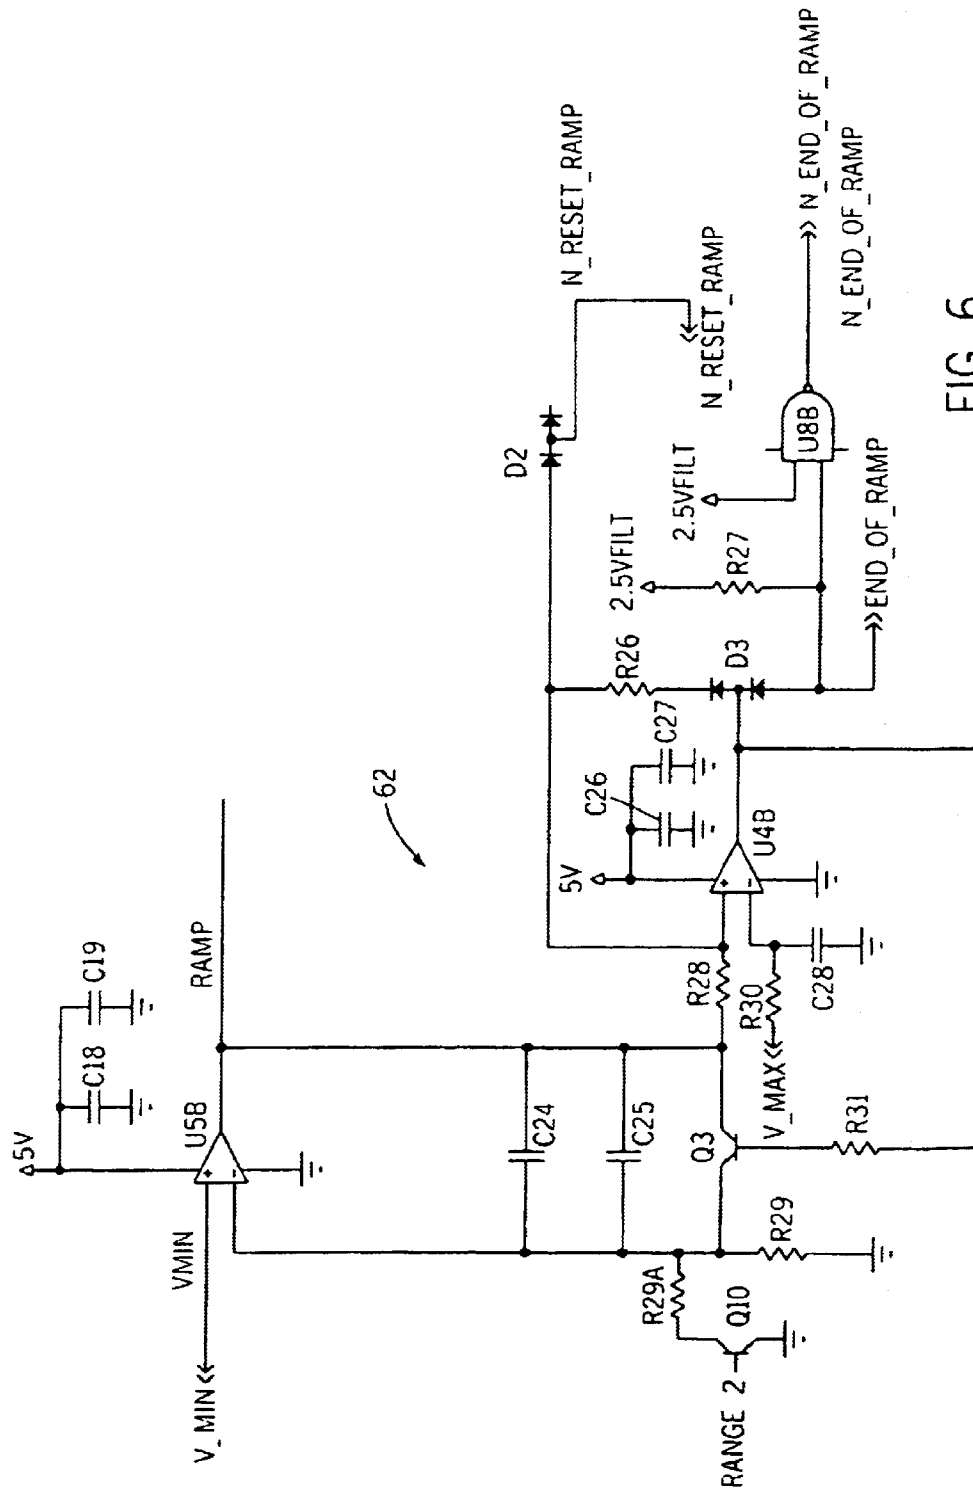 5V
C18
C19
U5B
VMIN
V_MIN
RAMP
62
C24
C25
R29A
Q10
RANGE 2
R29
Q3
R31
R28
R30
V_MAX
C28
5V
C26
C27
U4B
R26
D3
D2
N_RESET_RAMP
N_RESET_RAMP
2.5VFILT
R27
2.5VFILT
U8B
END_OF_RAMP
N_END_OF_RAMP
N_END_OF_RAMP
FIG. 6